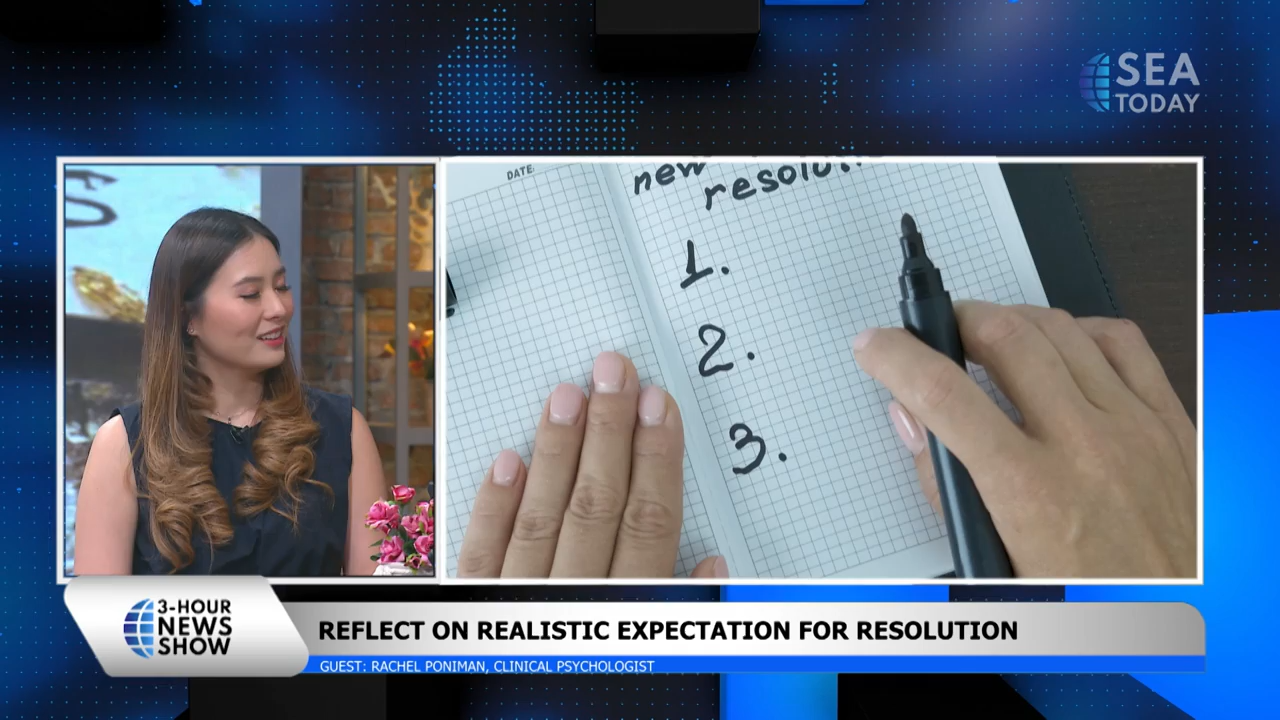 SEA
TODAY
DATE:
new
1.
2.
3.
3-HOUR
NEWS
SHOW
REFLECT ON REALISTIC EXPECTATION FOR RESOLUTION
GUEST: RACHEL PONIMAN, CLINICAL PSYCHOLOGIST